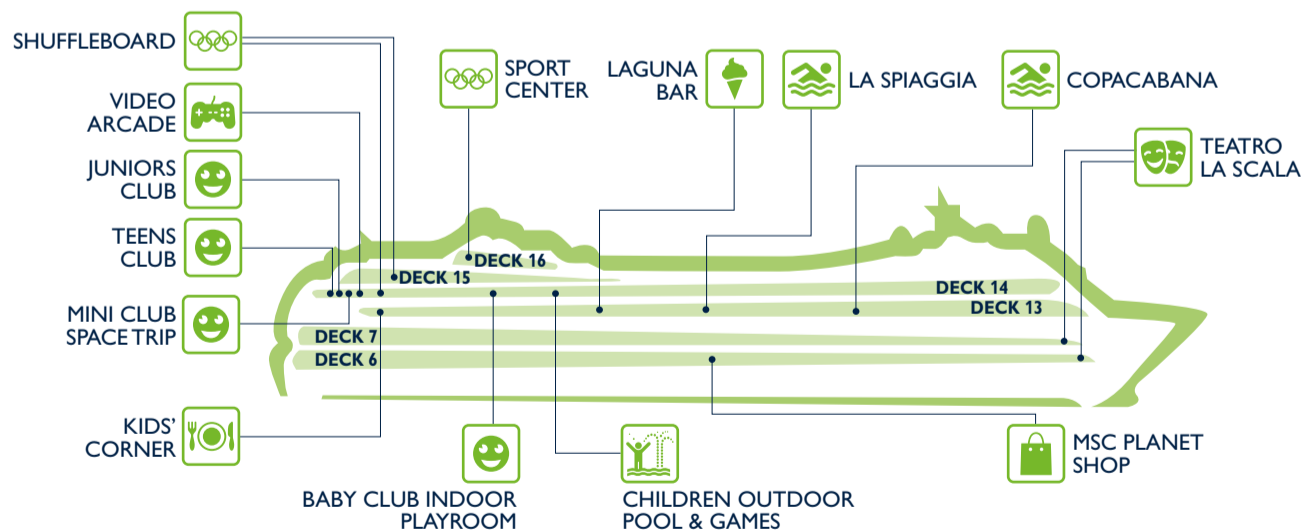 SHUFFLEBOARD
VIDEO
ARCADE
JUNIORS
CLUB
TEENS
CLUB
MINI CLUB
SPACE TRIP
KIDS'
CORNER
SPORT
CENTER
LAGUNA
BAR
LA SPIAGGIA
COPACABANA
TEATRO
LA SCALA
DECK 16
DECK 15
DECK 14
DECK 13
DECK 7
DECK 6
BABY CLUB INDOOR
PLAYROOM
CHILDREN OUTDOOR
POOL & GAMES
MSC PLANET
SHOP